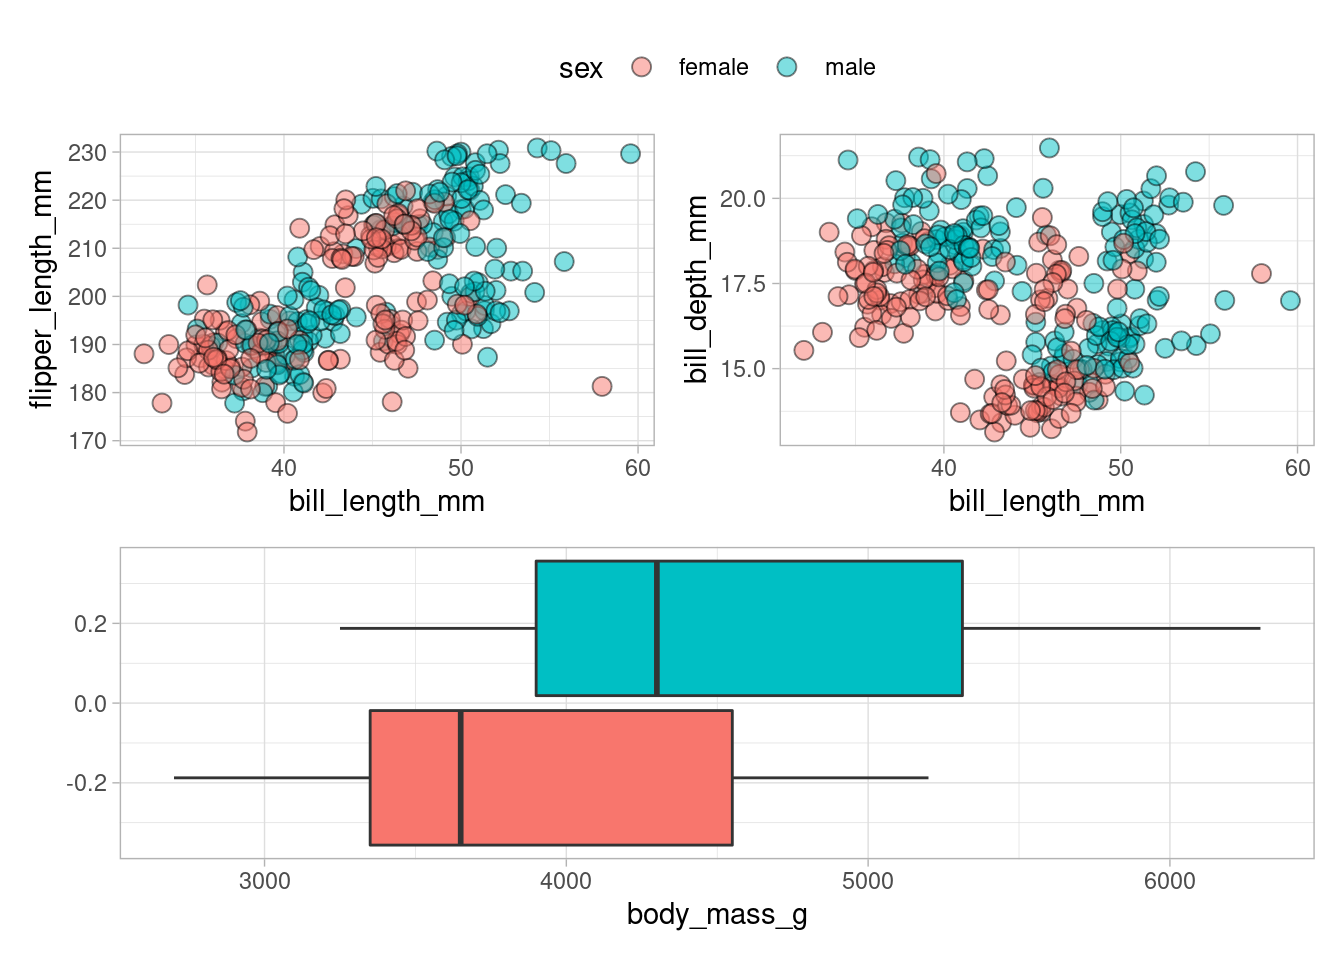 sex female male
230
220
210
200
190
180
170
flipper_length_mm
40 50 60
bill_length_mm
20.0
17.5
15.0
bill_depth_mm
40 50 60
bill_length_mm
0.2
0.0
-0.2
3000 4000 5000 6000
body_mass_g